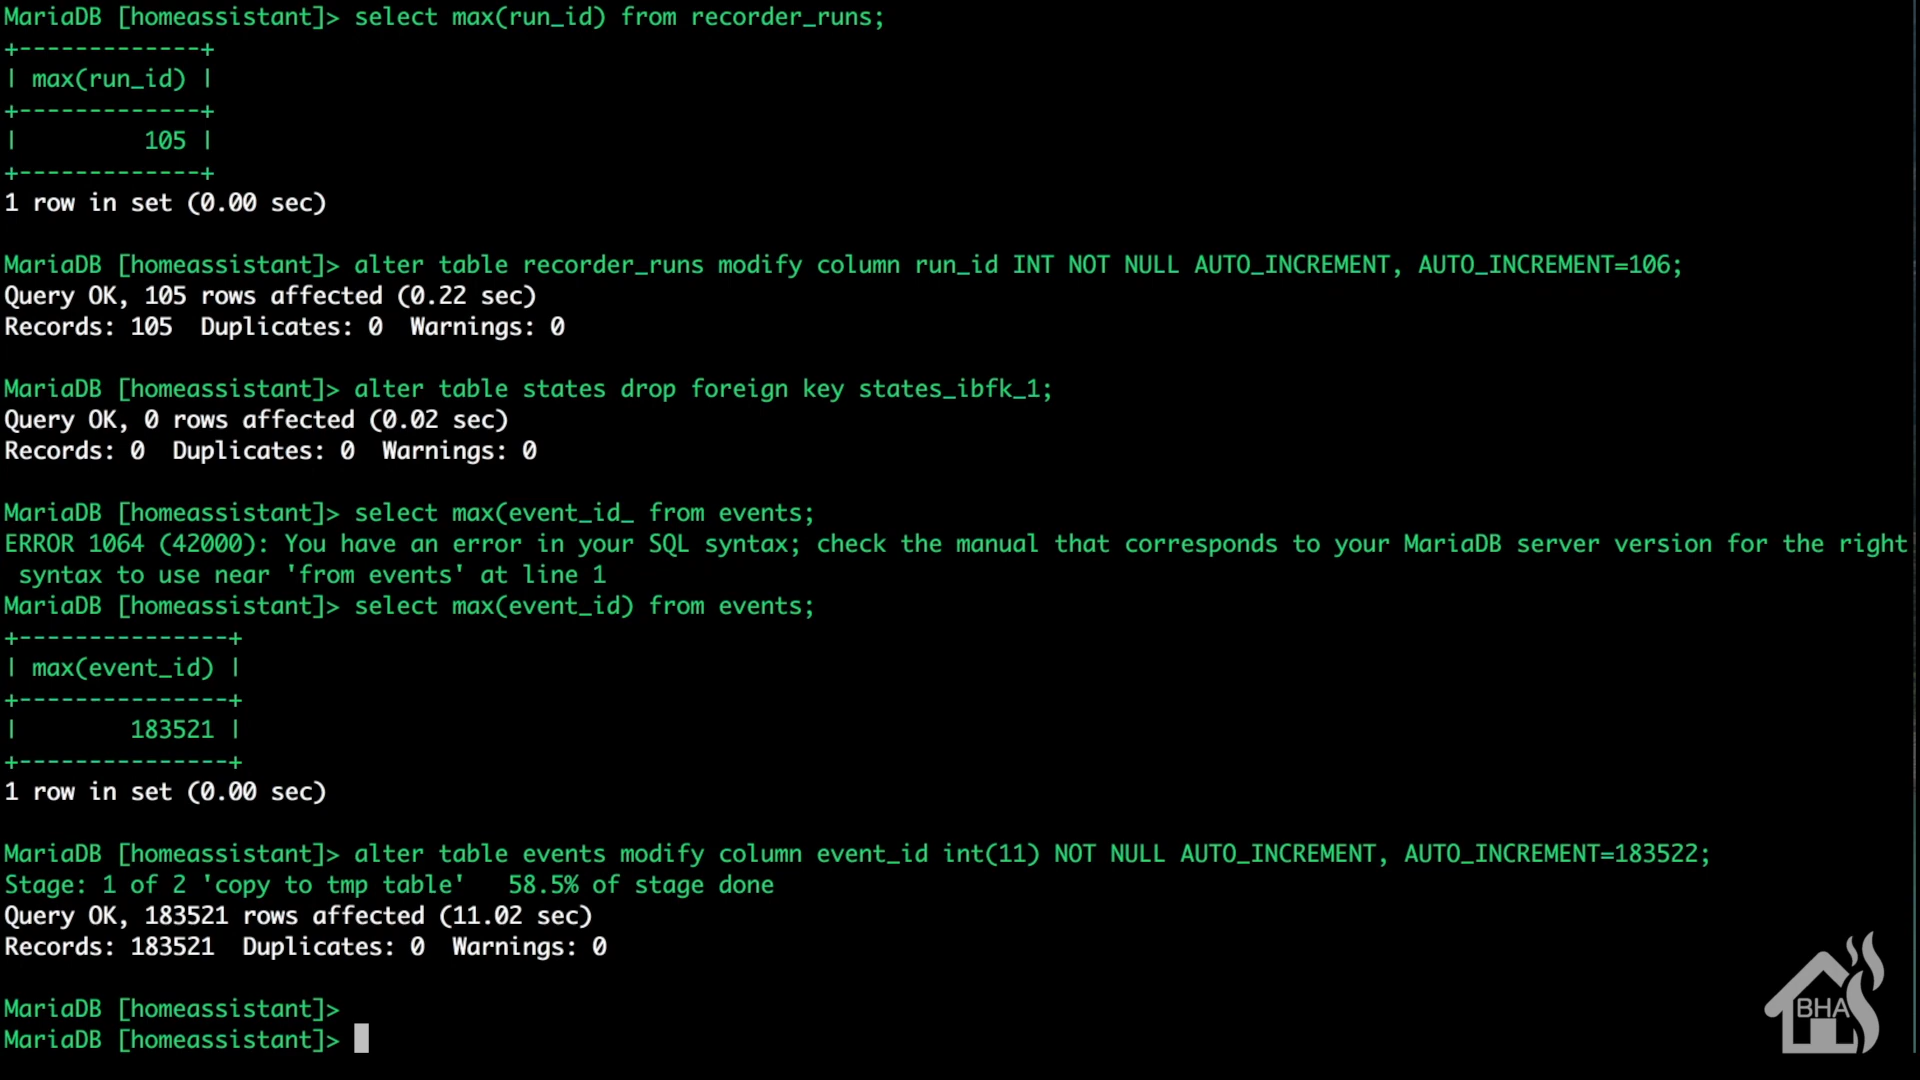 MariaDB [homeassistant]> select max(run_id) from recorder_runs;
+-------------+
| max(run_id) |
+-------------+
|         105 |
+-------------+
1 row in set (0.00 sec)

MariaDB [homeassistant]> alter table recorder_runs modify column run_id INT NOT NULL AUTO_INCREMENT, AUTO_INCREMENT=106;
Query OK, 105 rows affected (0.22 sec)
Records: 105  Duplicates: 0  Warnings: 0

MariaDB [homeassistant]> alter table states drop foreign key states_ibfk_1;
Query OK, 0 rows affected (0.02 sec)
Records: 0  Duplicates: 0  Warnings: 0

MariaDB [homeassistant]> select max(event_id_ from events;
ERROR 1064 (42000): You have an error in your SQL syntax; check the manual that corresponds to your MariaDB server version for the right
 syntax to use near 'from events' at line 1
MariaDB [homeassistant]> select max(event_id) from events;
+---------------+
| max(event_id) |
+---------------+
|        183521 |
+---------------+
1 row in set (0.00 sec)

MariaDB [homeassistant]> alter table events modify column event_id int(11) NOT NULL AUTO_INCREMENT, AUTO_INCREMENT=183522;
Stage: 1 of 2 'copy to tmp table'   58.5% of stage done
Query OK, 183521 rows affected (11.02 sec)
Records: 183521  Duplicates: 0  Warnings: 0

MariaDB [homeassistant]>
MariaDB [homeassistant]>
BHA